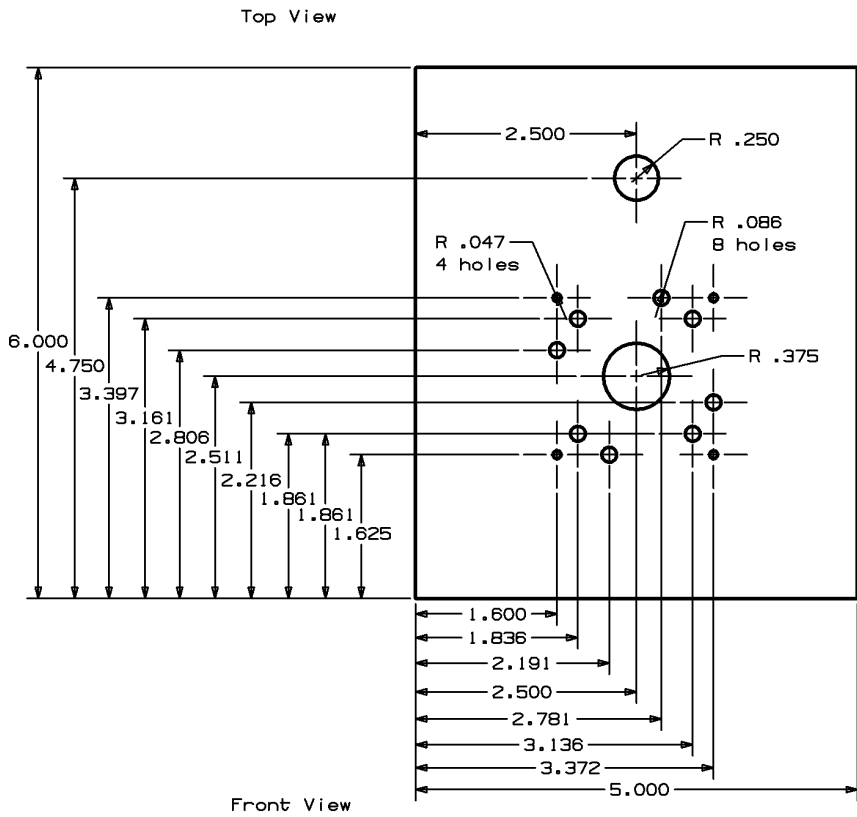 Top View
2.500
R .250
R .047
4 holes
R .086
8 holes
6.000
4.750
3.397
3.161
2.806
2.511
2.216
1.861
1.861
1.625
R .375
1.600
1.836
2.191
2.500
2.781
3.136
3.372
5.000
Front View